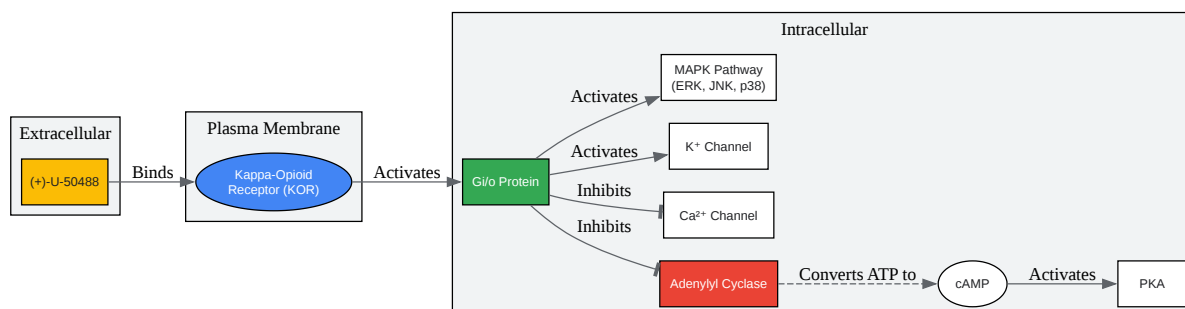 Extracellular
(+)-U-50488
Binds
Plasma Membrane
Kappa-Opioid
Receptor (KOR)
Activates
Intracellular
Gi/o Protein
Activates
MAPK Pathway
(ERK, JNK, p38)
Activates
K⁺ Channel
Inhibits
Ca²⁺ Channel
Inhibits
Adenylyl Cyclase
Converts ATP to
cAMP
Activates
PKA